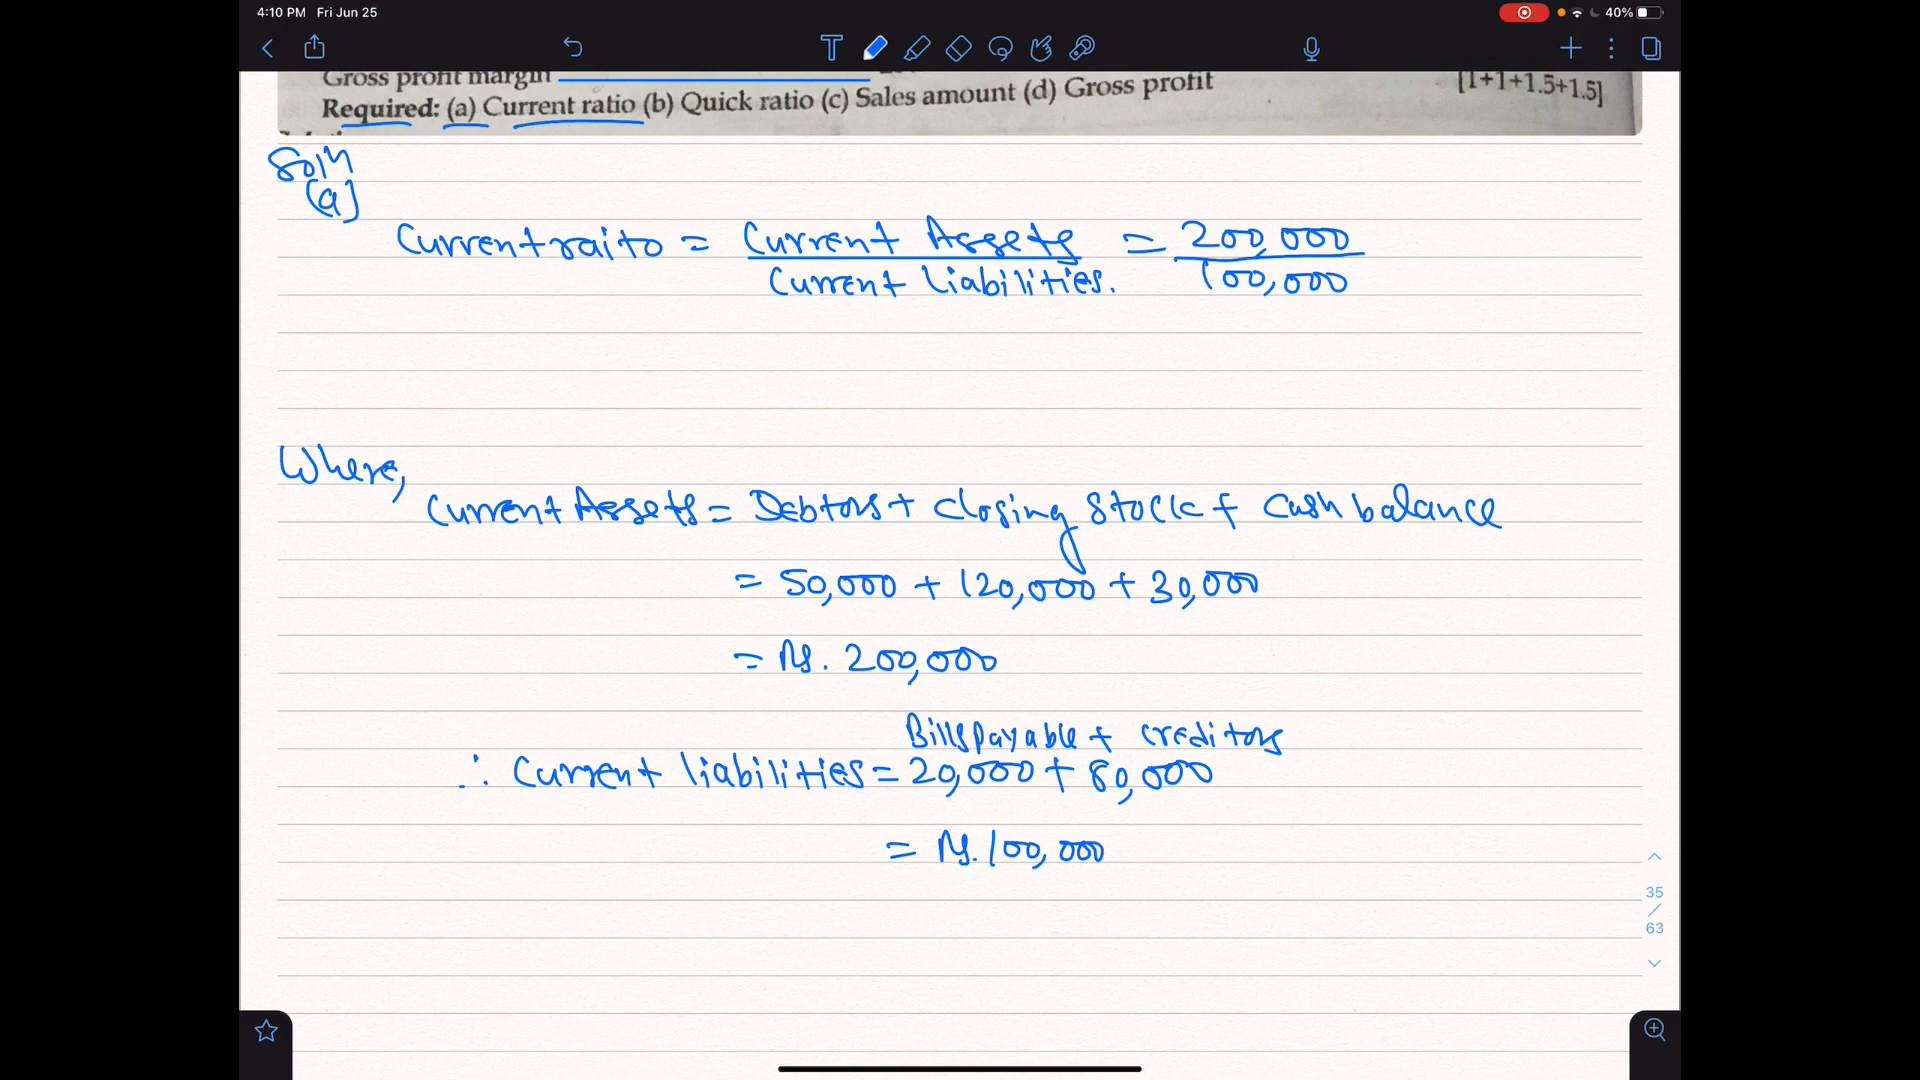 4:10 PM Fri Jun 25
40%
Gross profit margin
Required: (a) Current ratio (b) Quick ratio (c) Sales amount (d) Gross profit
[1+1+1.5+1.5]
Soln
(a)
Current raito = Current Assets = 200,000
Current liabilities. 100,000
Where,
Current Assets = Debtors + closing stock + cash balance
= 50,000 + 120,000 + 30,000
= Rs. 200,000
Billspayable + creditors
∴ Current liabilities = 20,000 + 80,000
= Rs. 100,000
35
/
63